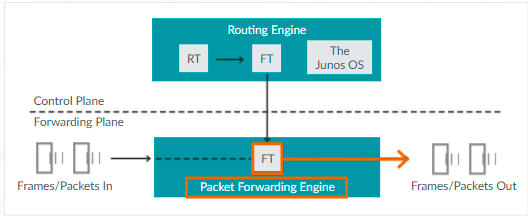 Routing Engine
RT
FT
The
Junos OS
Control Plane
Forwarding Plane
FT
Frames/Packets In
Packet Forwarding Engine
Frames/Packets Out